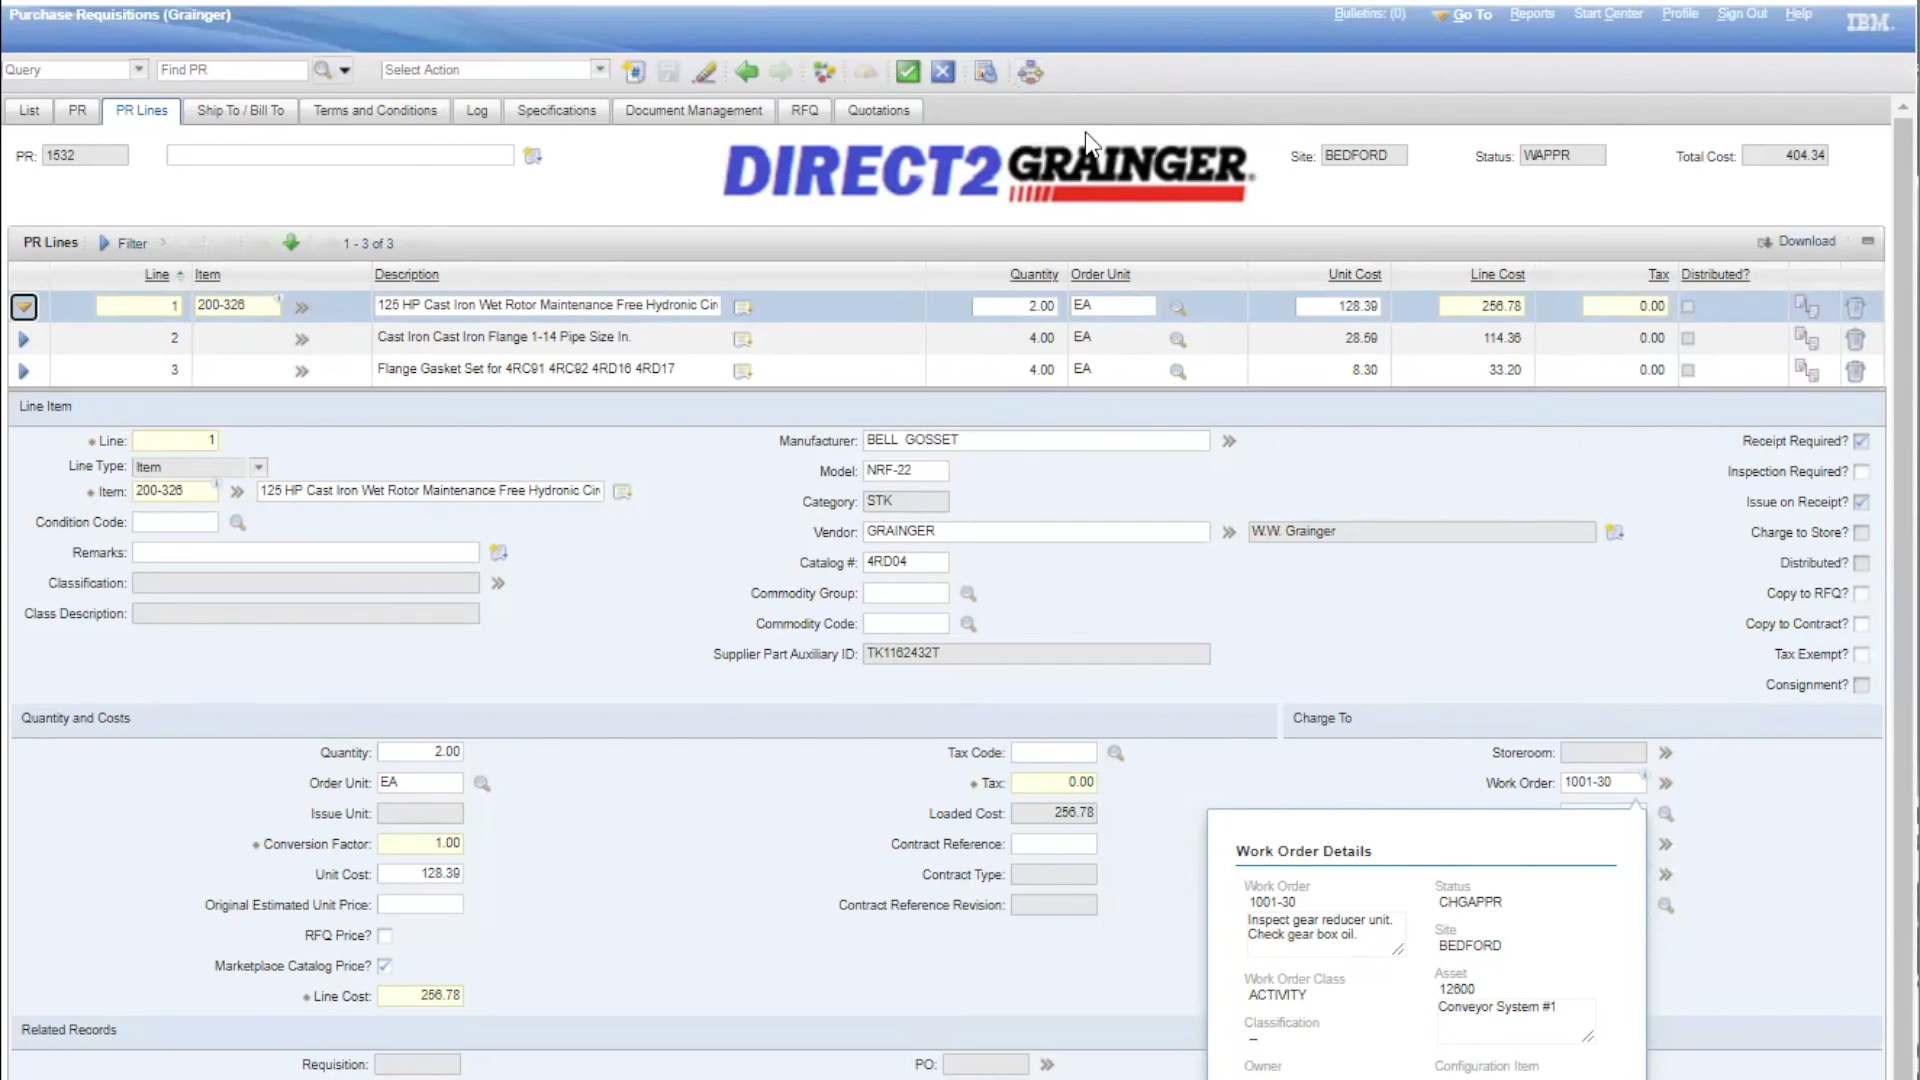 Purchase Requisitions (Grainger)
Bulletins: (0) Go To Reports Start Center Profile Sign Out Help IBM.
Query Find PR Select Action
List PR PR Lines Ship To / Bill To Terms and Conditions Log Specifications Document Management RFQ Quotations
PR: 1532 DIRECT2 GRAINGER. Site: BEDFORD Status: WAPPR Total Cost: 404.34
PR Lines Filter 1 - 3 of 3 Download
Line Item Description Quantity Order Unit Unit Cost Line Cost Tax Distributed?
1 200-326 125 HP Cast Iron Wet Rotor Maintenance Free Hydronic Cir 2.00 EA 128.39 256.78 0.00
2 Cast Iron Cast Iron Flange 1-14 Pipe Size In. 4.00 EA 28.59 114.36 0.00
3 Flange Gasket Set for 4RC91 4RC92 4RD16 4RD17 4.00 EA 8.30 33.20 0.00
Line Item
Line: 1 Manufacturer: BELL GOSSET Receipt Required?
Line Type: Item Model: NRF-22 Inspection Required?
Item: 200-326 125 HP Cast Iron Wet Rotor Maintenance Free Hydronic Cir Category: STK Issue on Receipt?
Condition Code: Vendor: GRAINGER W.W. Grainger Charge to Store?
Remarks: Catalog #: 4RD04 Distributed?
Classification: Commodity Group: Copy to RFQ?
Class Description: Commodity Code: Copy to Contract?
Supplier Part Auxiliary ID: TK1162432T Tax Exempt?
Consignment?
Quantity and Costs Charge To
Quantity: 2.00 Tax Code: Storeroom:
Order Unit: EA Tax: 0.00 Work Order: 1001-30
Issue Unit: Loaded Cost: 256.78
Conversion Factor: 1.00 Contract Reference:
Unit Cost: 128.39 Contract Type:
Original Estimated Unit Price: Contract Reference Revision:
RFQ Price?
Marketplace Catalog Price?
Line Cost: 256.78
Work Order Details
Work Order Status
1001-30 CHGAPPR
Inspect gear reducer unit.
Check gear box oil.
Site
BEDFORD
Work Order Class Asset
ACTIVITY 12600
Conveyor System #1
Classification
--
Owner Configuration Item
Related Records
Requisition: PO: